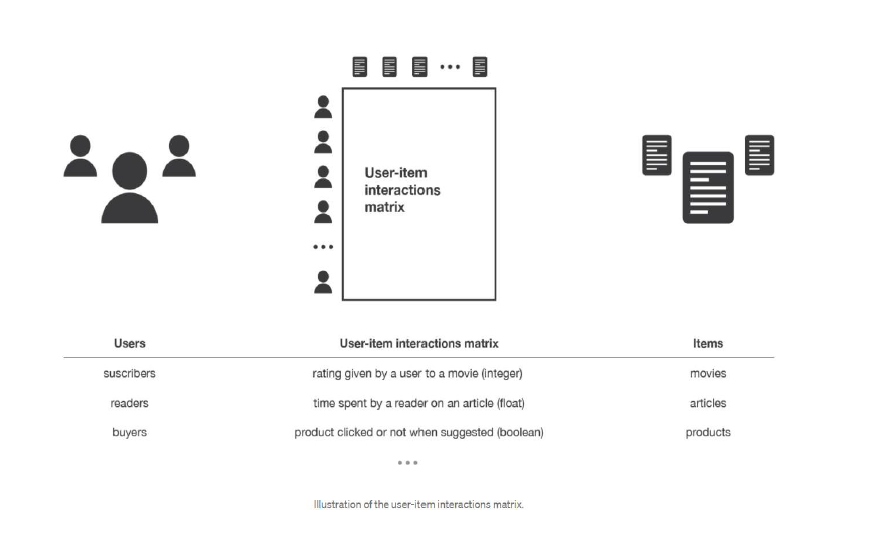 User-item
interactions
matrix
Users User-item interactions matrix Items
suscribers rating given by a user to a movie (integer) movies
readers time spent by a reader on an article (float) articles
buyers product clicked or not when suggested (boolean) products
Illustration of the user-item interactions matrix.